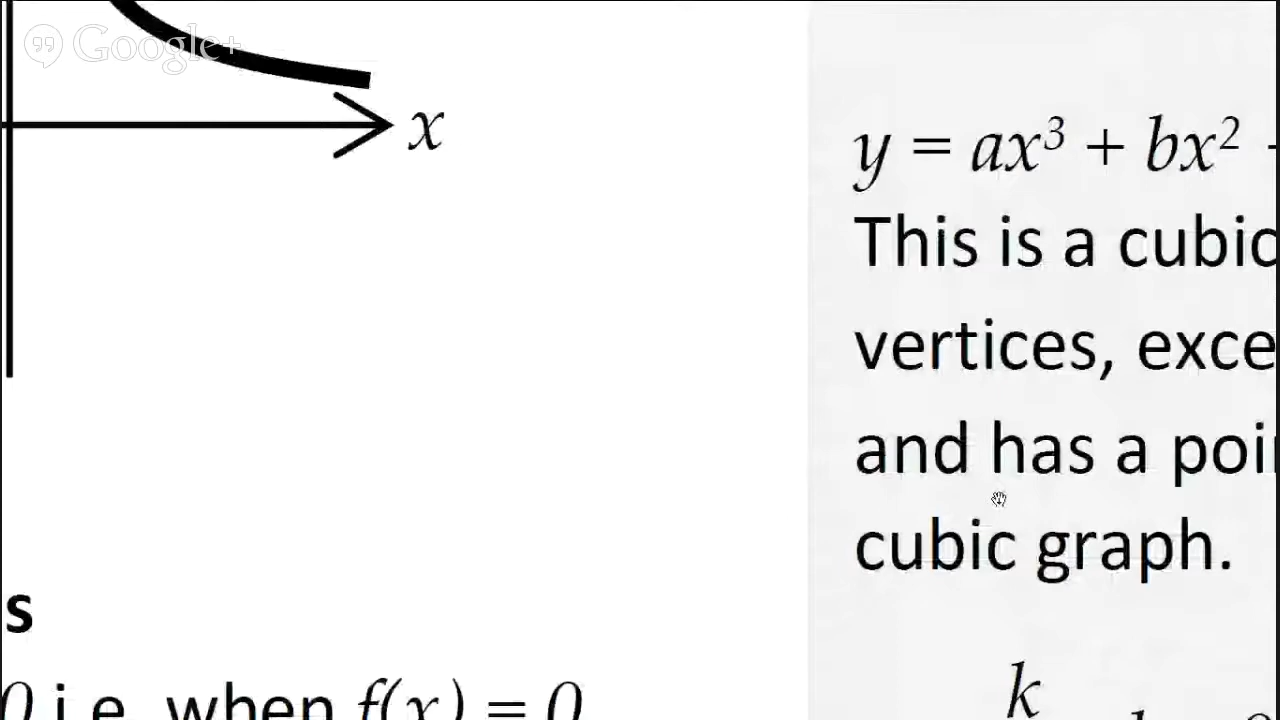 Google+
x
y = ax³ + bx²
This is a cubic
vertices, exce
and has a poi
cubic graph.
s
0 i.e. when f(x) = 0
k